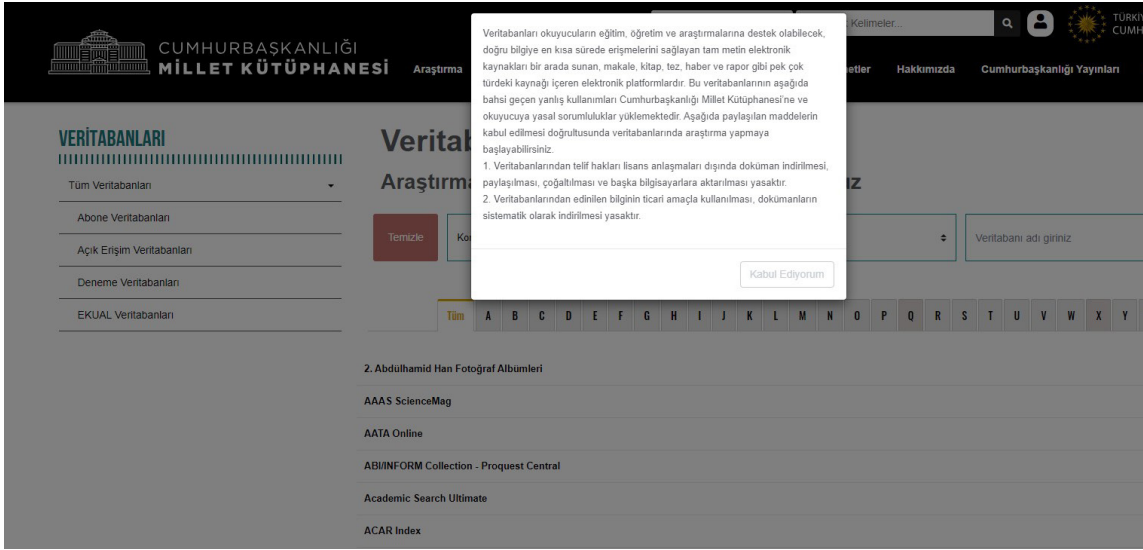 Kelimeler...
TÜRKİY
CUMH
CUMHURBAŞKANLIĞI
MİLLET KÜTÜPHANESİ
Araştırma
etler
Hakkımızda
Cumhurbaşkanlığı Yayınları
Veritabanları okuyucuların eğitim, öğretim ve araştırmalarına destek olabilecek,
doğru bilgiye en kısa sürede erişmelerini sağlayan tam metin elektronik
kaynakları bir arada sunan, makale, kitap, tez, haber ve rapor gibi pek çok
türdeki kaynağı içeren elektronik platformlardır. Bu veritabanlarının aşağıda
bahsi geçen yanlış kullanımları Cumhurbaşkanlığı Millet Kütüphanesi'ne ve
okuyucuya yasal sorumluluklar yüklemektedir. Aşağıda paylaşılan maddelerin
kabul edilmesi doğrultusunda veritabanlarında araştırma yapmaya
başlayabilirsiniz.
1. Veritabanlarından telif hakları lisans anlaşmaları dışında doküman indirilmesi,
paylaşılması, çoğaltılması ve başka bilgisayarlara aktarılması yasaktır.
2. Veritabanlarından edinilen bilginin ticari amaçla kullanılması, dokümanların
sistematik olarak indirilmesi yasaktır.
Kabul Ediyorum
VERİTABANLARI
Tüm Veritabanları
Abone Veritabanları
Açık Erişim Veritabanları
Deneme Veritabanları
EKUAL Veritabanları
Veritab
Araştırma
ız
Temizle
Ko
Veritabanı adı giriniz
Tüm A B C D E F G H I J K L M N O P Q R S T U V W X Y
2. Abdülhamid Han Fotoğraf Albümleri
AAAS ScienceMag
AATA Online
ABI/INFORM Collection - Proquest Central
Academic Search Ultimate
ACAR Index